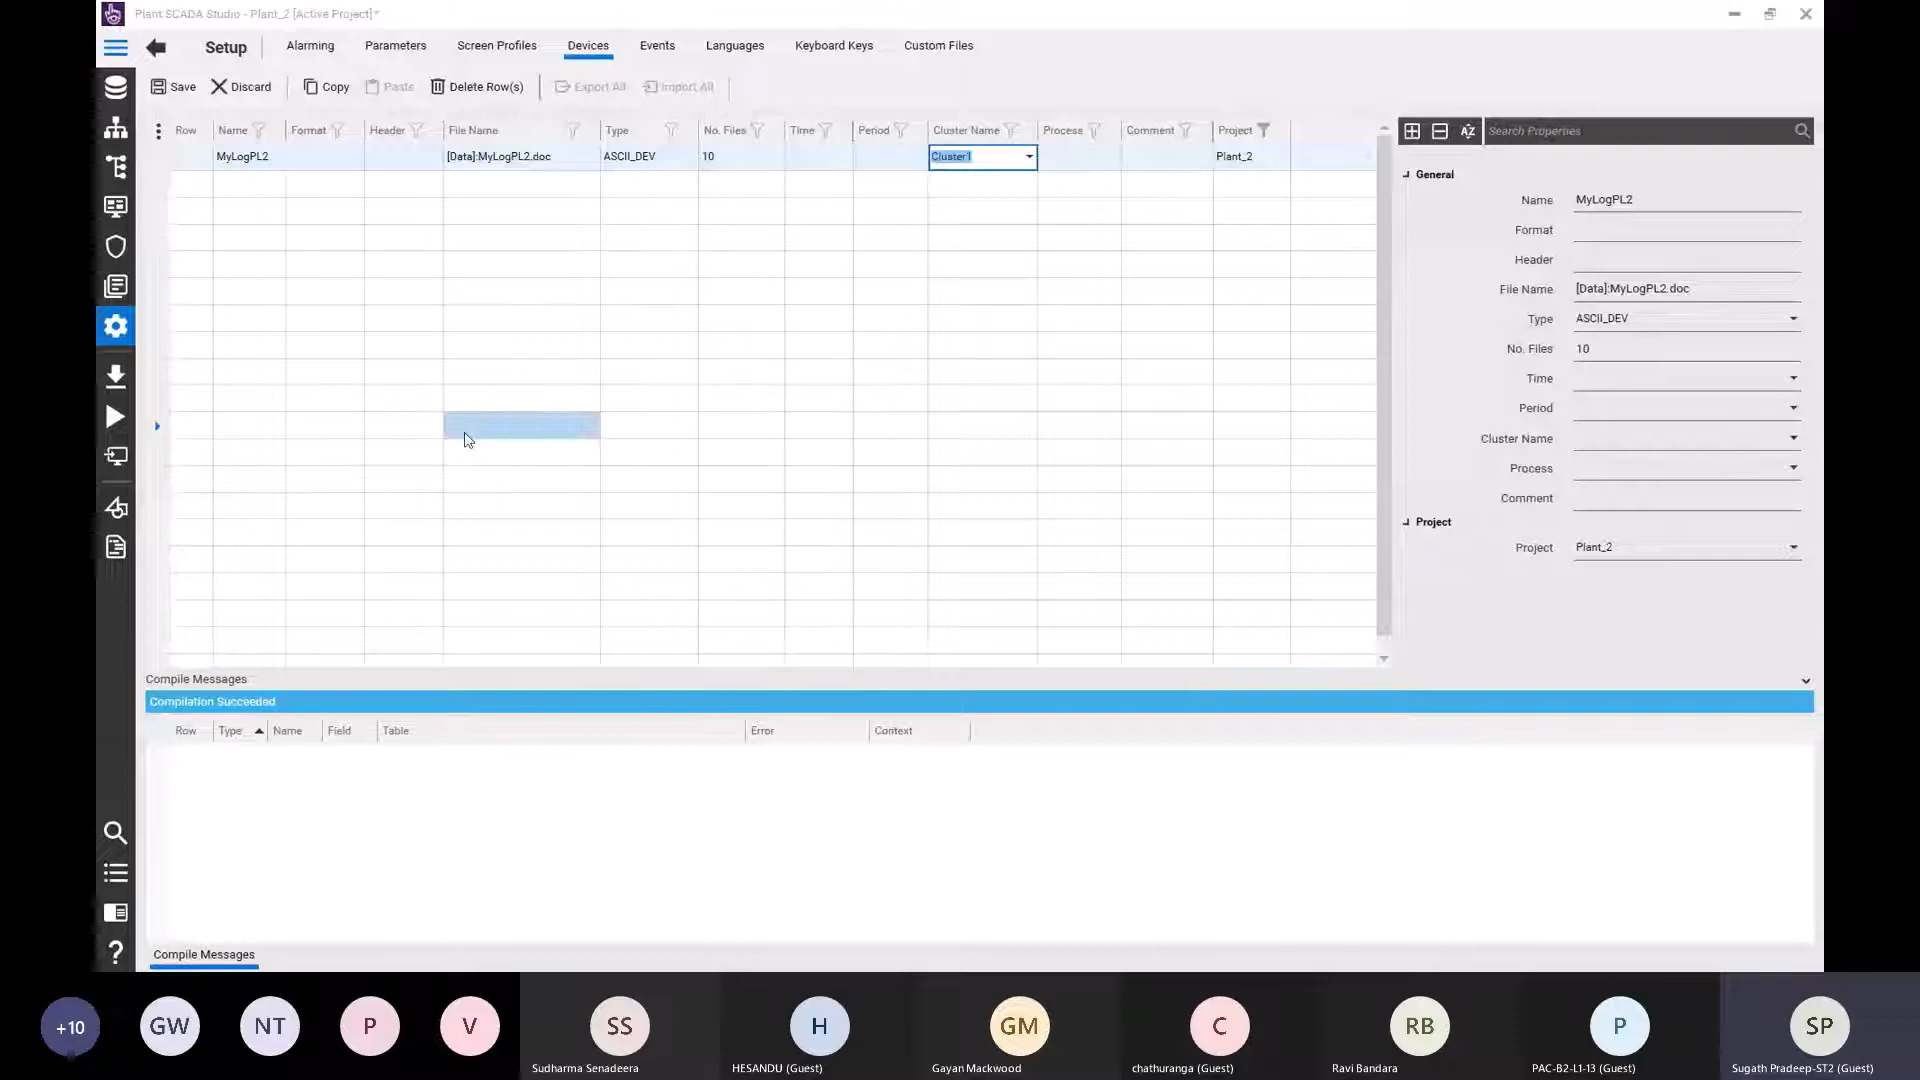 Plant SCADA Studio - Plant_2 [Active Project]*
Setup Alarming Parameters Screen Profiles Devices Events Languages Keyboard Keys Custom Files
Save Discard Copy Paste Delete Row(s) Export All Import All
Row Name Format Header File Name Type No. Files Time Period Cluster Name Process Comment Project
MyLogPL2 [Data]:MyLogPL2.doc ASCII_DEV 10 Cluster1 Plant_2
Search Properties
General
Name MyLogPL2
Format
Header
File Name [Data]:MyLogPL2.doc
Type ASCII_DEV
No. Files 10
Time
Period
Cluster Name
Process
Comment
Project
Project Plant_2
Compile Messages
Compilation Succeeded
Row Type Name Field Table Error Context
Compile Messages
+10 GW NT P V SS H GM C RB P SP
Sudharma Senadeera HESANDU (Guest) Gayan Mackwood chathuranga (Guest) Ravi Bandara PAC-B2-L1-13 (Guest) Sugath Pradeep-ST2 (Guest)